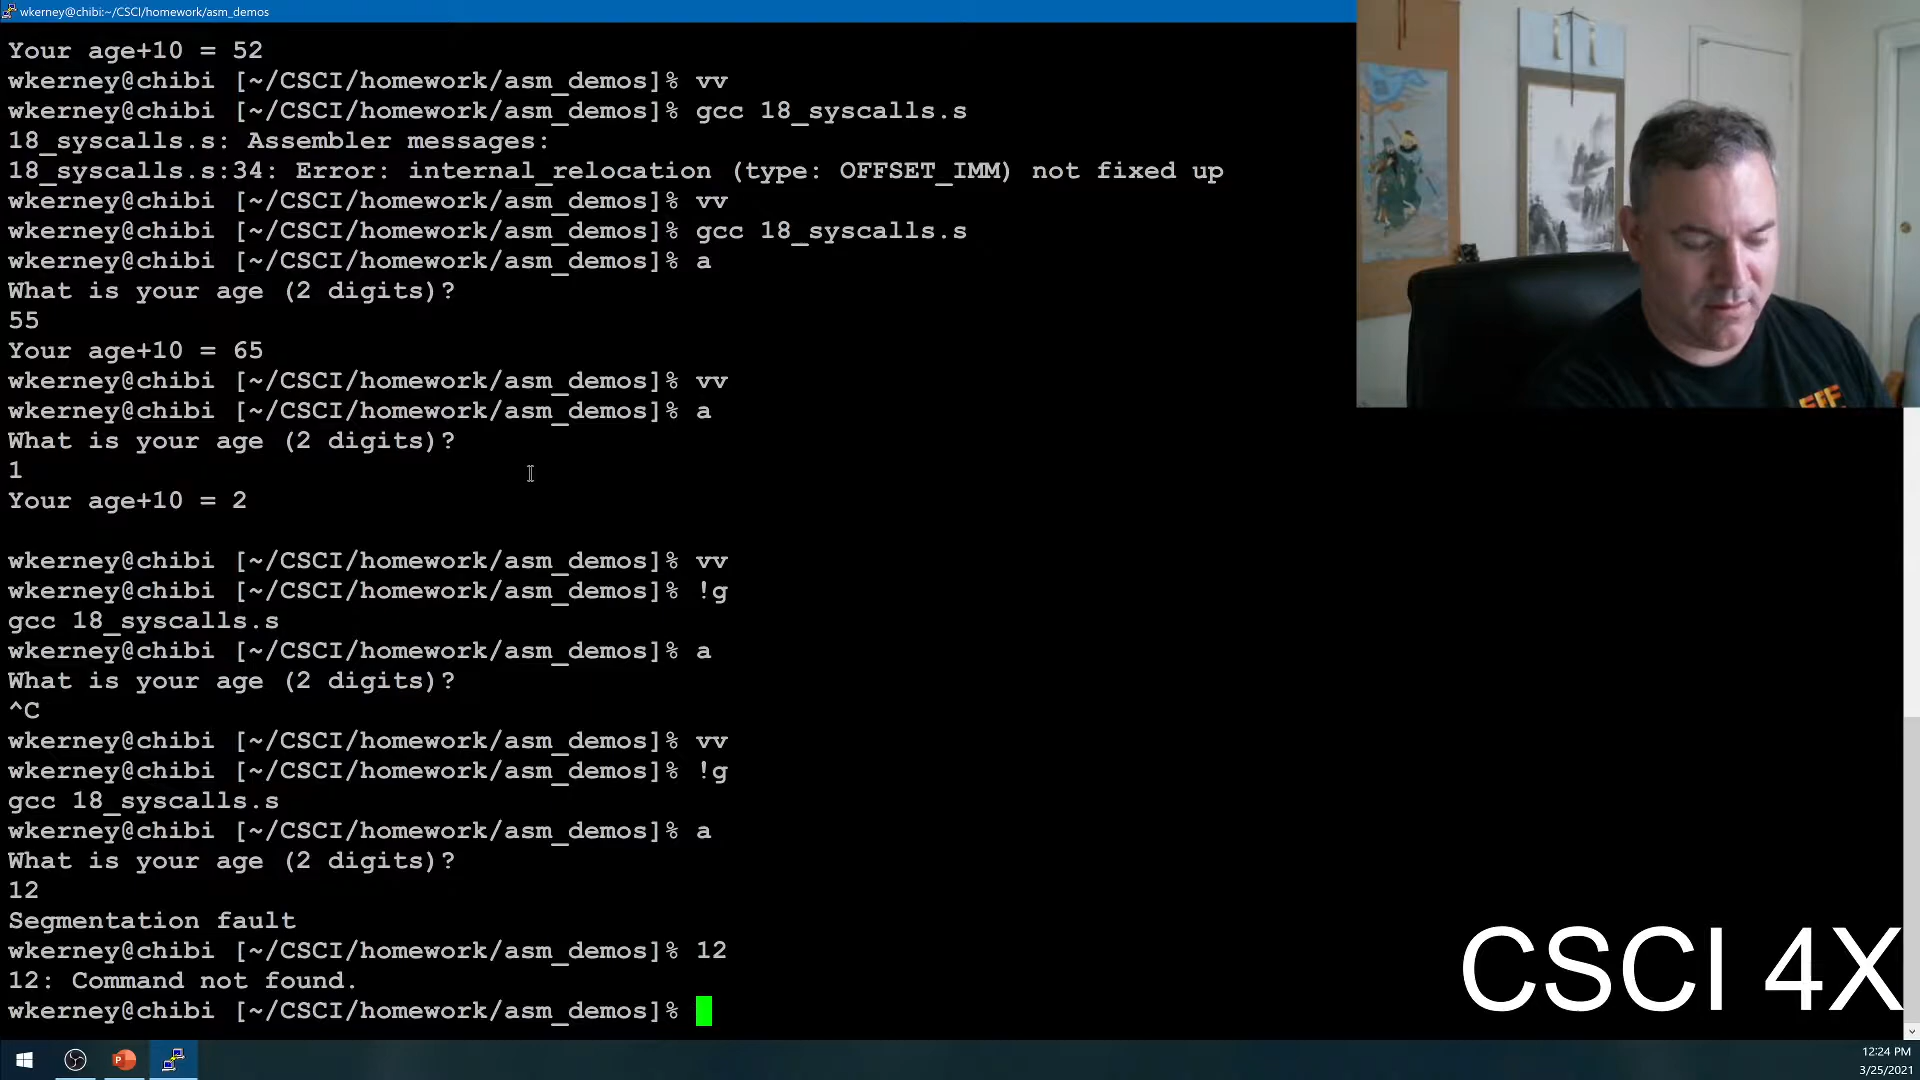 wkerney@chibi:~/CSCI/homework/asm_demos
Your age+10 = 52
wkerney@chibi [~/CSCI/homework/asm_demos]% vv
wkerney@chibi [~/CSCI/homework/asm_demos]% gcc 18_syscalls.s
18_syscalls.s: Assembler messages:
18_syscalls.s:34: Error: internal_relocation (type: OFFSET_IMM) not fixed up
wkerney@chibi [~/CSCI/homework/asm_demos]% vv
wkerney@chibi [~/CSCI/homework/asm_demos]% gcc 18_syscalls.s
wkerney@chibi [~/CSCI/homework/asm_demos]% a
What is your age (2 digits)?
55
Your age+10 = 65
wkerney@chibi [~/CSCI/homework/asm_demos]% vv
wkerney@chibi [~/CSCI/homework/asm_demos]% a
What is your age (2 digits)?
1
Your age+10 = 2
wkerney@chibi [~/CSCI/homework/asm_demos]% vv
wkerney@chibi [~/CSCI/homework/asm_demos]% !g
gcc 18_syscalls.s
wkerney@chibi [~/CSCI/homework/asm_demos]% a
What is your age (2 digits)?
^C
wkerney@chibi [~/CSCI/homework/asm_demos]% vv
wkerney@chibi [~/CSCI/homework/asm_demos]% !g
gcc 18_syscalls.s
wkerney@chibi [~/CSCI/homework/asm_demos]% a
What is your age (2 digits)?
12
Segmentation fault
wkerney@chibi [~/CSCI/homework/asm_demos]% 12
12: Command not found.
wkerney@chibi [~/CSCI/homework/asm_demos]%
CSCI 4X
12:24 PM
3/25/2021